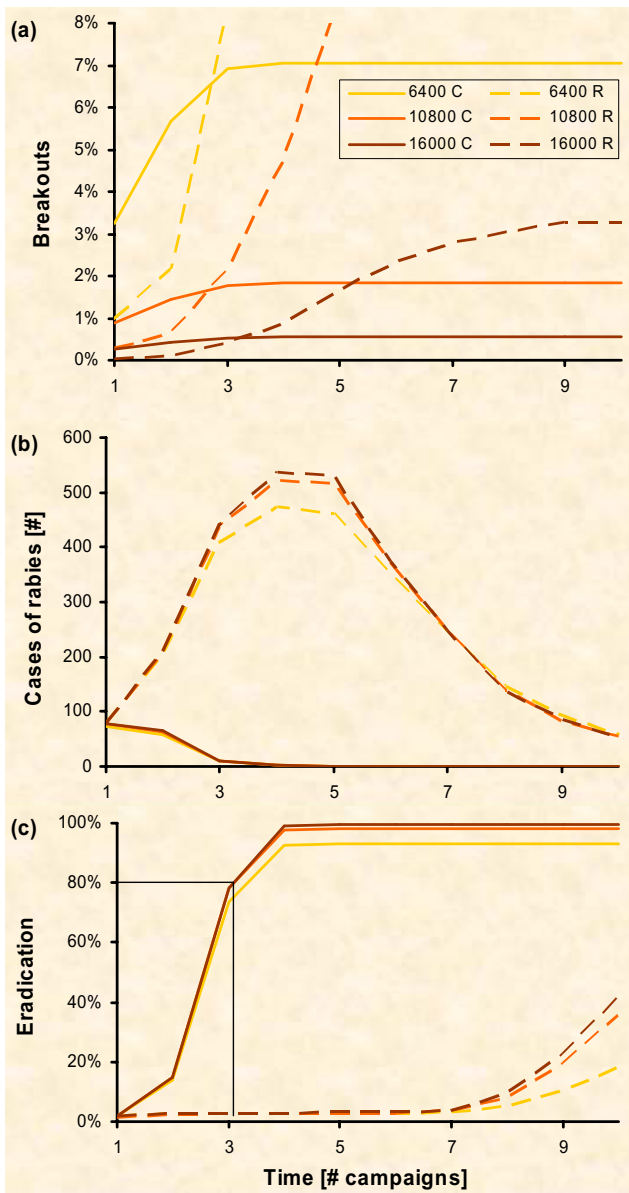 (a)
8%
7%
6%
5%
4%
3%
2%
1%
0%
Breakouts
6400 C 6400 R
10800 C 10800 R
16000 C 16000 R
1 3 5 7 9
(b)
600
500
400
300
200
100
0
Cases of rabies [#]
1 3 5 7 9
(c)
100%
80%
60%
40%
20%
0%
Eradication
1 3 5 7 9
Time [# campaigns]